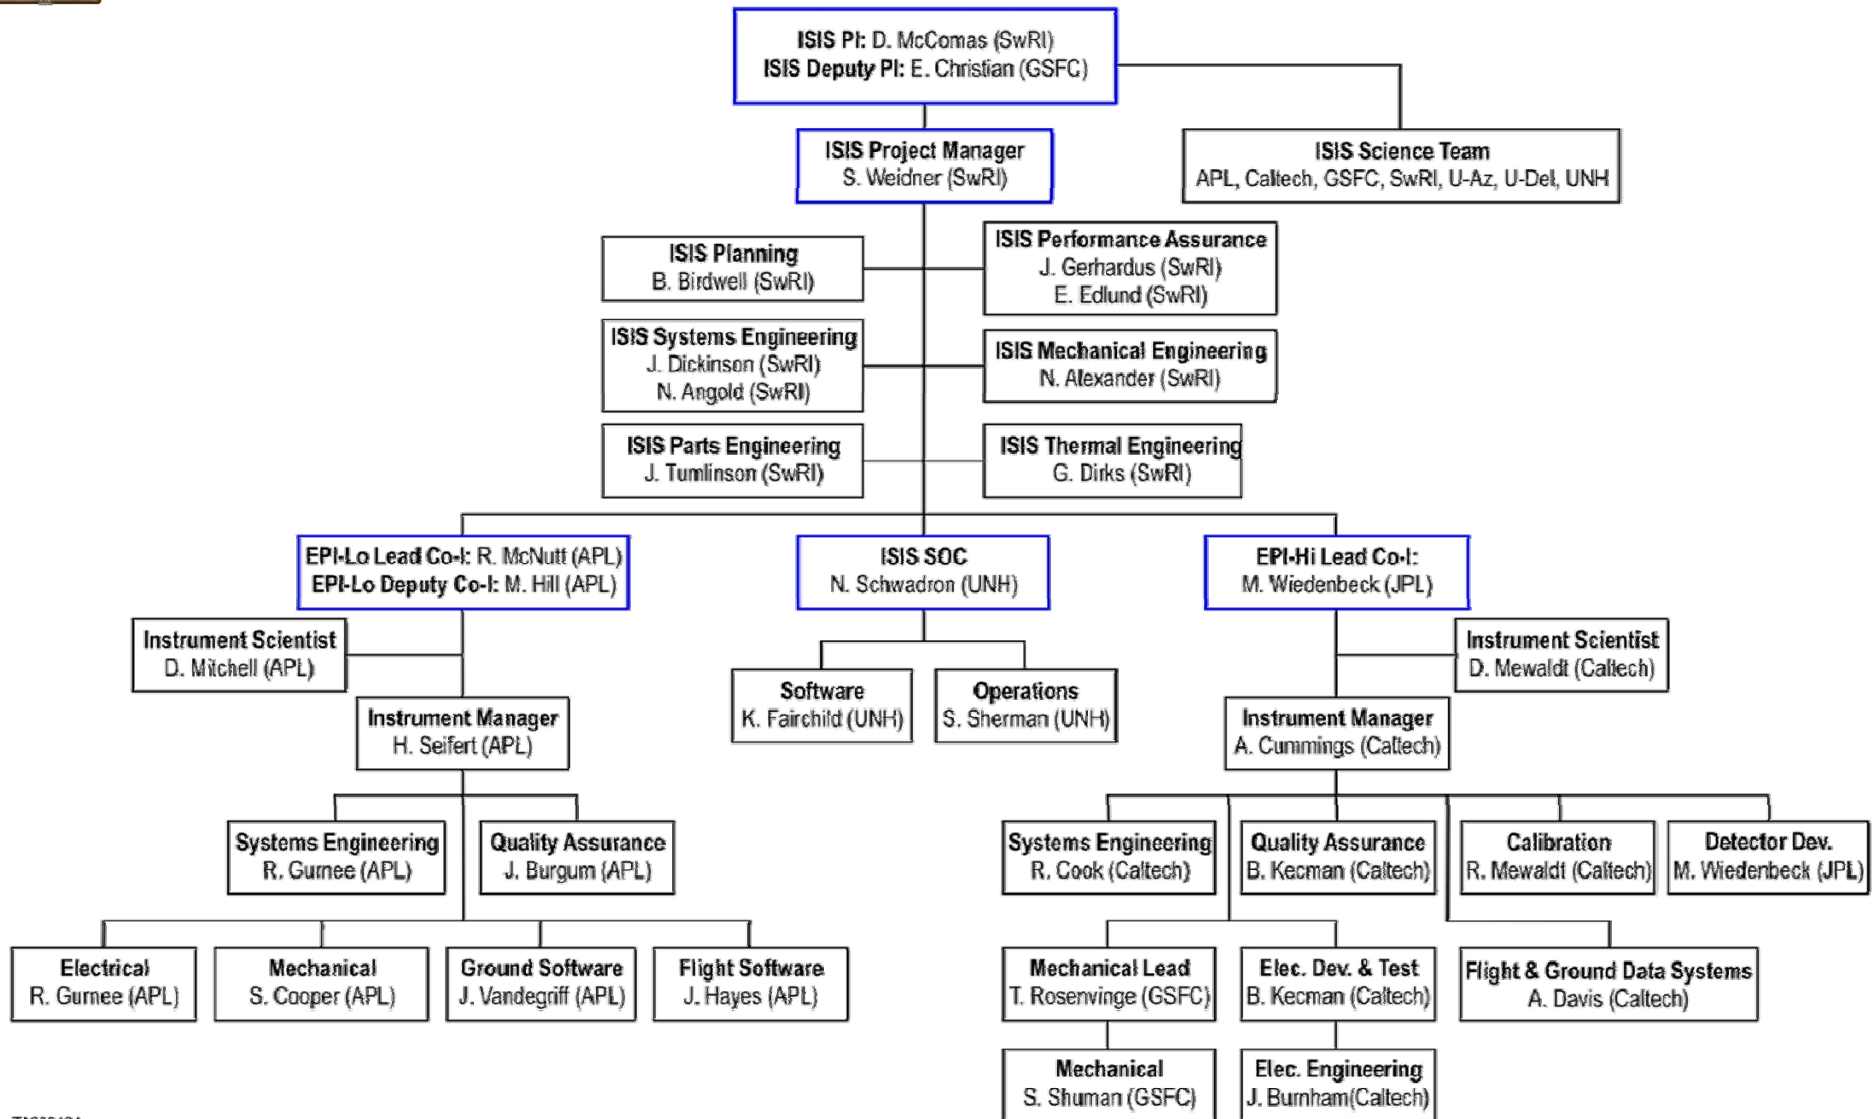 ISIS PI: D. McComas (SwRI)
ISIS Deputy PI: E. Christian (GSFC)
ISIS Project Manager
S. Weidner (SwRI)
ISIS Science Team
APL, Caltech, GSFC, SwRI, U-Az, U-Del, UNH
ISIS Planning
B. Birdwell (SwRI)
ISIS Performance Assurance
J. Gerhardus (SwRI)
E. Edlund (SwRI)
ISIS Systems Engineering
J. Dickinson (SwRI)
N. Angold (SwRI)
ISIS Mechanical Engineering
N. Alexander (SwRI)
ISIS Parts Engineering
J. Tumlinson (SwRI)
ISIS Thermal Engineering
G. Dirks (SwRI)
EPI-Lo Lead Co-I: R. McNutt (APL)
EPI-Lo Deputy Co-I: M. Hill (APL)
ISIS SOC
N. Schwadron (UNH)
EPI-Hi Lead Co-I:
M. Wiedenbeck (JPL)
Instrument Scientist
D. Mitchell (APL)
Instrument Scientist
D. Mewaldt (Caltech)
Instrument Manager
H. Seifert (APL)
Software
K. Fairchild (UNH)
Operations
S. Sherman (UNH)
Instrument Manager
A. Cummings (Caltech)
Systems Engineering
R. Gurnee (APL)
Quality Assurance
J. Burgum (APL)
Systems Engineering
R. Cook (Caltech)
Quality Assurance
B. Kecman (Caltech)
Calibration
R. Mewaldt (Caltech)
Detector Dev.
M. Wiedenbeck (JPL)
Electrical
R. Gurnee (APL)
Mechanical
S. Cooper (APL)
Ground Software
J. Vandegriff (APL)
Flight Software
J. Hayes (APL)
Mechanical Lead
T. Rosenvinge (GSFC)
Elec. Dev. & Test
B. Kecman (Caltech)
Flight & Ground Data Systems
A. Davis (Caltech)
Mechanical
S. Shuman (GSFC)
Elec. Engineering
J. Burnham(Caltech)